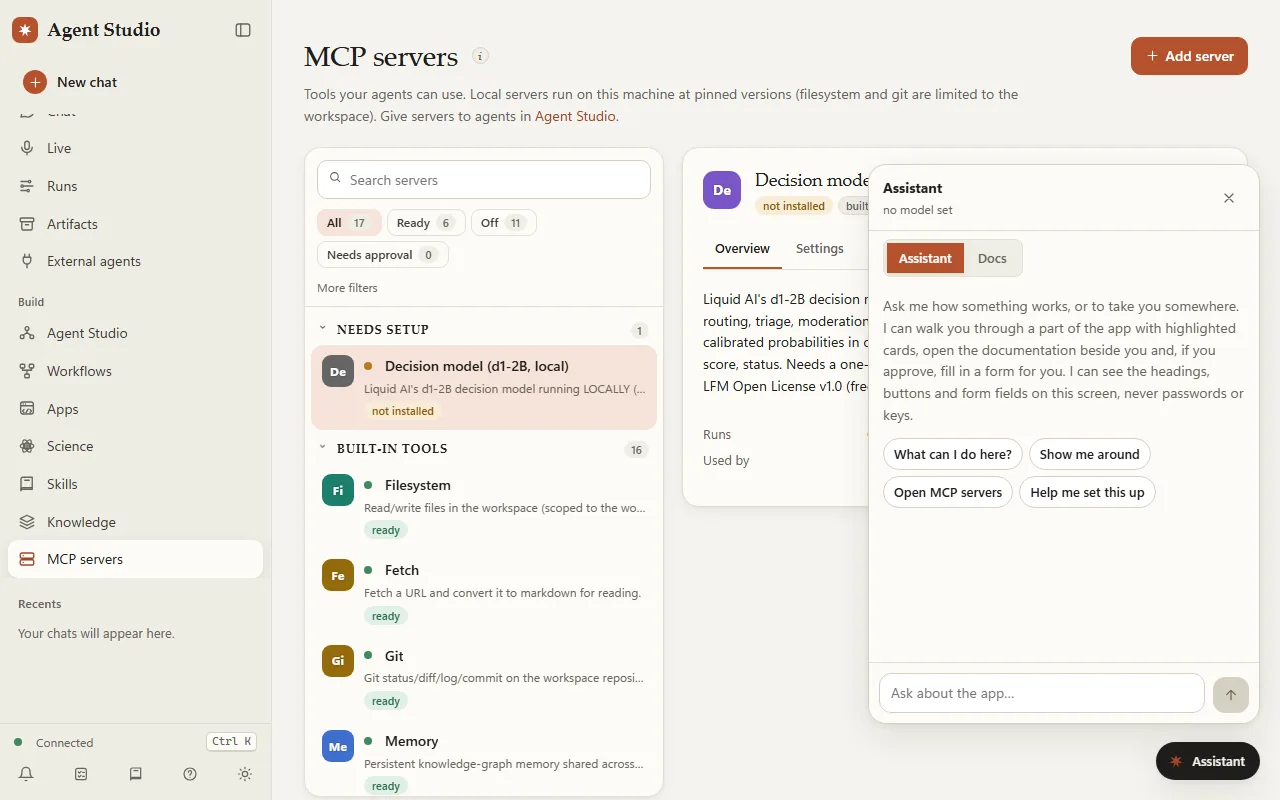 Agent Studio
New chat
Chat
Live
Runs
Artifacts
External agents
Build
Agent Studio
Workflows
Apps
Science
Skills
Knowledge
MCP servers
Recents
Your chats will appear here.
Connected
Ctrl K
MCP servers
i
Add server
Tools your agents can use. Local servers run on this machine at pinned versions (filesystem and git are limited to the
workspace). Give servers to agents in Agent Studio.
Search servers
All 17
Ready 6
Off 11
Needs approval 0
More filters
NEEDS SETUP 1
De
Decision model (d1-2B, local)
Liquid AI's d1-2B decision model running LOCALLY (...
not installed
BUILT-IN TOOLS 16
Fi
Filesystem
Read/write files in the workspace (scoped to the wo...
ready
Fe
Fetch
Fetch a URL and convert it to markdown for reading.
ready
Gi
Git
Git status/diff/log/commit on the workspace reposi...
ready
Me
Memory
Persistent knowledge-graph memory shared across...
ready
De
Decision mode
not installed
built
Overview
Settings
Liquid AI's d1-2B decision
routing, triage, moderation
calibrated probabilities in
score, status. Needs a one-
LFM Open License v1.0 (fre
Runs
Used by
Assistant
no model set
Assistant
Docs
Ask me how something works, or to take you somewhere.
I can walk you through a part of the app with highlighted
cards, open the documentation beside you and, if you
approve, fill in a form for you. I can see the headings,
buttons and form fields on this screen, never passwords or
keys.
What can I do here?
Show me around
Open MCP servers
Help me set this up
Ask about the app...
Assistant